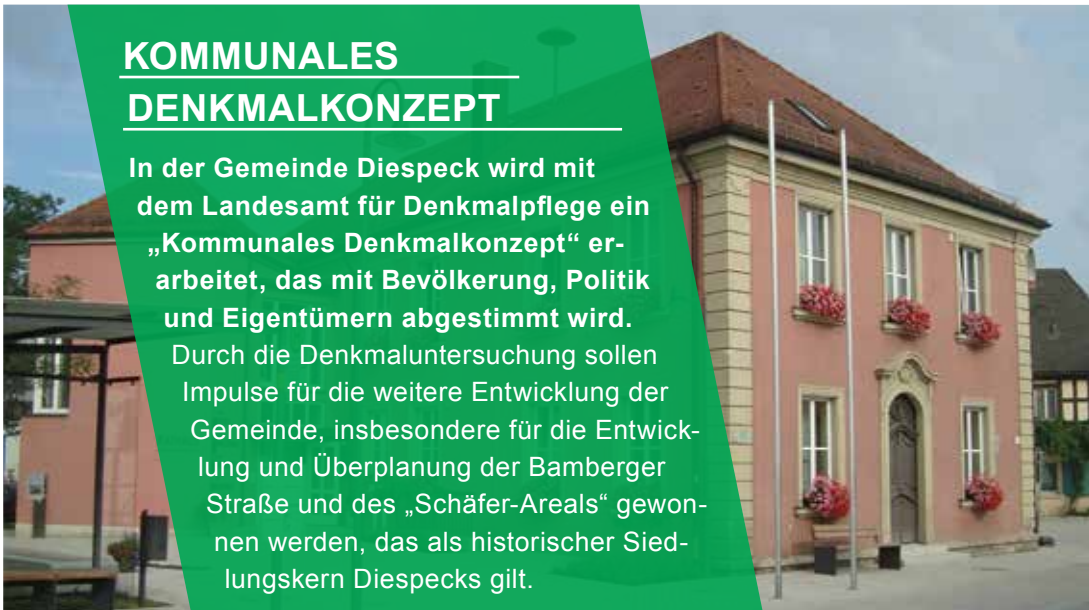 KOMMUNALES
DENKMALKONZEPT
In der Gemeinde Diespeck wird mit
dem Landesamt für Denkmalpflege ein
„Kommunales Denkmalkonzept“ er-
arbeitet, das mit Bevölkerung, Politik
und Eigentümern abgestimmt wird.
Durch die Denkmaluntersuchung sollen
Impulse für die weitere Entwicklung der
Gemeinde, insbesondere für die Entwick-
lung und Überplanung der Bamberger
Straße und des „Schäfer-Areals“ gewon-
nen werden, das als historischer Sied-
lungskern Diespecks gilt.